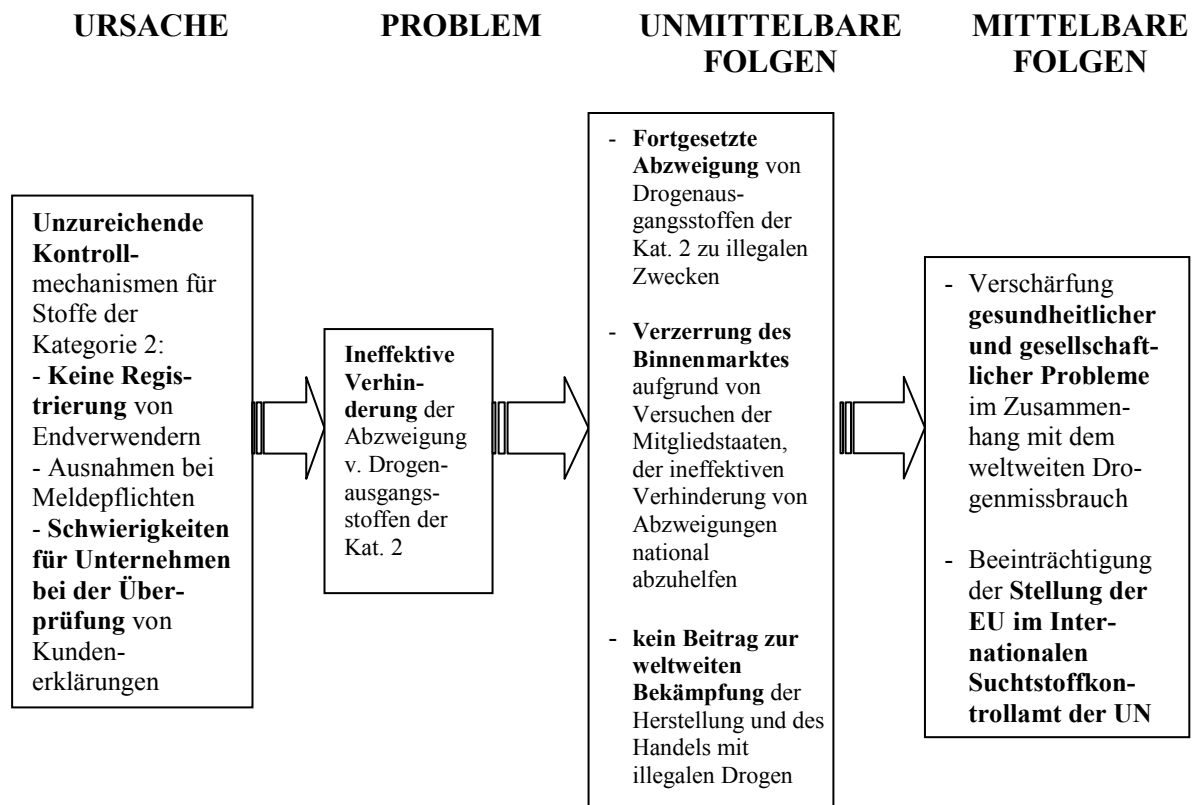 URSACHE
PROBLEM
UNMITTELBARE
FOLGEN
MITTELBARE
FOLGEN
Unzureichende
Kontroll-
mechanismen für
Stoffe der
Kategorie 2:
- Keine Regis-
trierung von
Endverwendern
- Ausnahmen bei
Meldepflichten
- Schwierigkeiten
für Unternehmen
bei der Über-
prüfung von
Kunden-
erklärungen
Ineffektive
Verhin-
derung der
Abzweigung
v. Drogen-
ausgangs-
stoffen der
Kat. 2
- Fortgesetzte
Abzweigung von
Drogenaus-
gangsstoffen der
Kat. 2 zu illegalen
Zwecken
- Verzerrung des
Binnenmarktes
aufgrund von
Versuchen der
Mitgliedstaaten,
der ineffektiven
Verhinderung von
Abzweigungen
national
abzuhelfen
- kein Beitrag zur
weltweiten
Bekämpfung der
Herstellung und des
Handels mit
illegalen Drogen
- Verschärfung
gesundheitlicher
und gesellschaft-
licher Probleme
im Zusammen-
hang mit dem
weltweiten Dro-
genmissbrauch
- Beeinträchtigung
der Stellung der
EU im Inter-
nationalen
Suchtstoffkon-
trollamt der UN